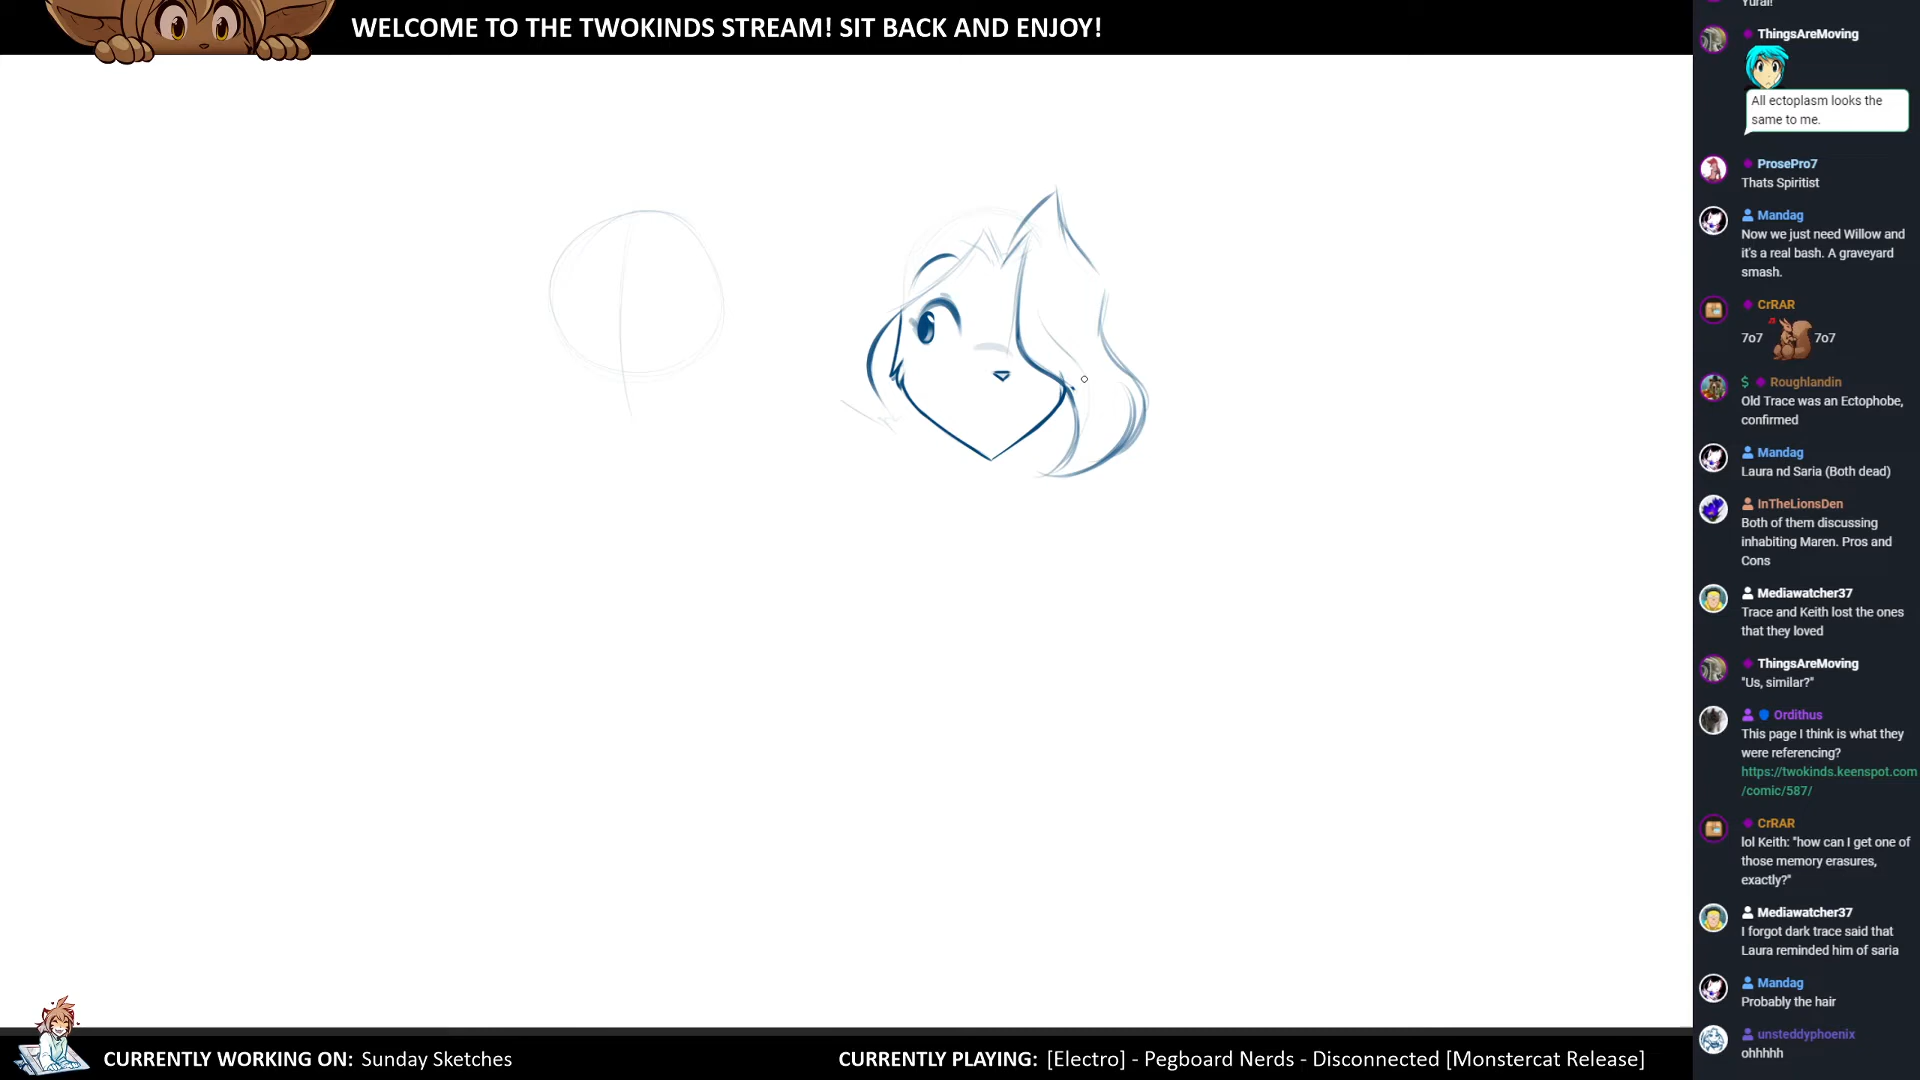 WELCOME TO THE TWOKINDS STREAM! SIT BACK AND ENJOY!
Yural!
ThingsAreMoving
All ectoplasm looks the
same to me.
ProsePro7
Thats Spiritist
Mandag
Now we just need Willow and
it's a real bash. A graveyard
smash.
CrRAR
7o7 7o7
$ Roughlandin
Old Trace was an Ectophobe,
confirmed
Mandag
Laura nd Saria (Both dead)
InTheLionsDen
Both of them discussing
inhabiting Maren. Pros and
Cons
Mediawatcher37
Trace and Keith lost the ones
that they loved
ThingsAreMoving
"Us, similar?"
Ordithus
This page I think is what they
were referencing?
https://twokinds.keenspot.com
/comic/587/
CrRAR
lol Keith: "how can I get one of
those memory erasures,
exactly?"
Mediawatcher37
I forgot dark trace said that
Laura reminded him of saria
Mandag
Probably the hair
unsteddyphoenix
ohhhhh
CURRENTLY WORKING ON: Sunday Sketches
CURRENTLY PLAYING: [Electro] - Pegboard Nerds - Disconnected [Monstercat Release]